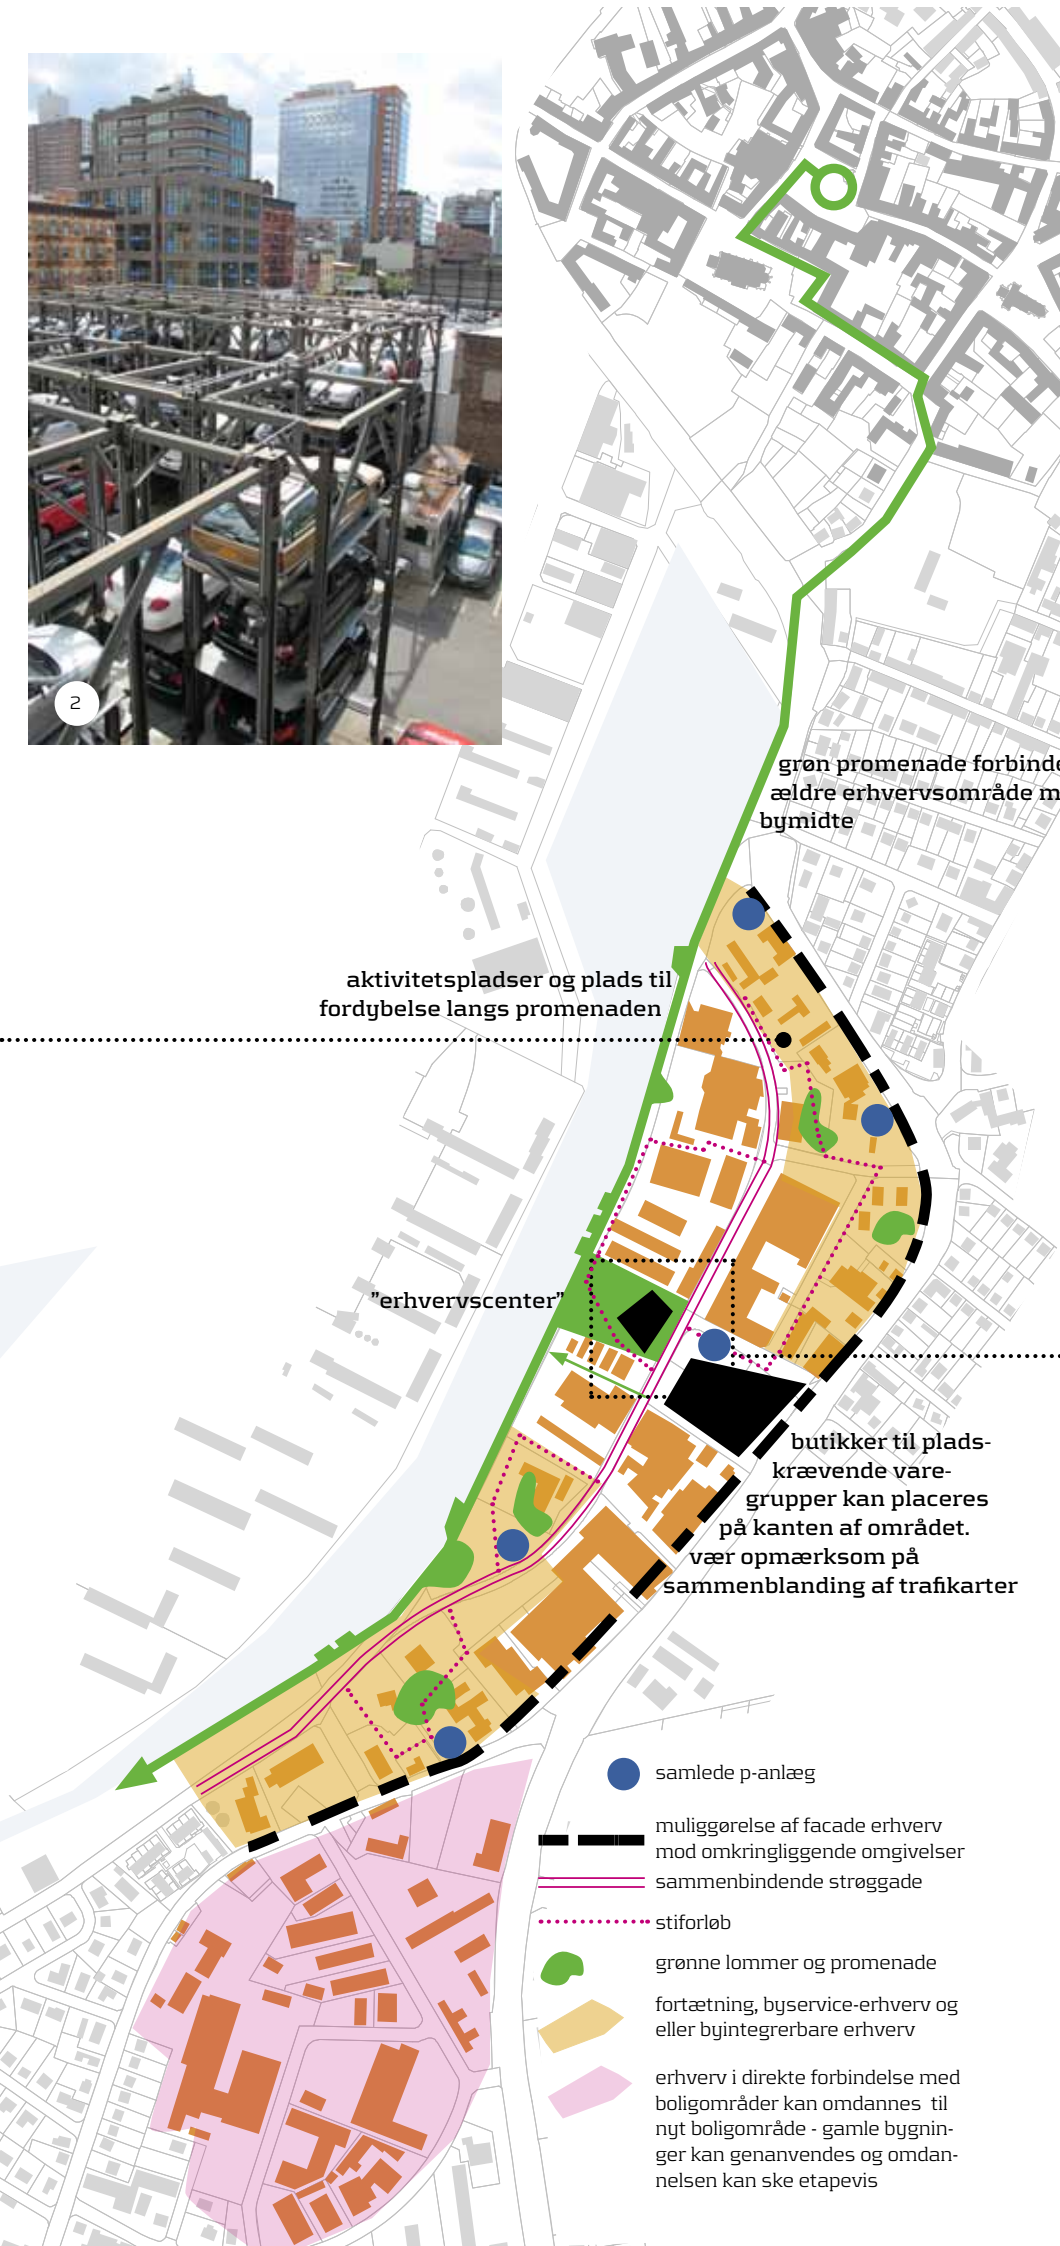 2
grøn promenade forbinde
ældre erhvervsområde m
bymidte
aktivitetspladser og plads til
fordybelse langs promenaden
”erhvervscenter”
butikker til plads-
krævende vare-
grupper kan placeres
på kanten af området.
vær opmærksom på
sammenblanding af trafikarter
samlede p-anlæg
muliggørelse af facade erhverv
mod omkringliggende omgivelser
sammenbindende strøggade
stiforløb
grønne lommer og promenade
fortætning, byservice-erhverv og
eller byintegrerbare erhverv
erhverv i direkte forbindelse med
boligområder kan omdannes til
nyt boligområde - gamle bygnin-
ger kan genanvendes og omdan-
nelsen kan ske etapevis